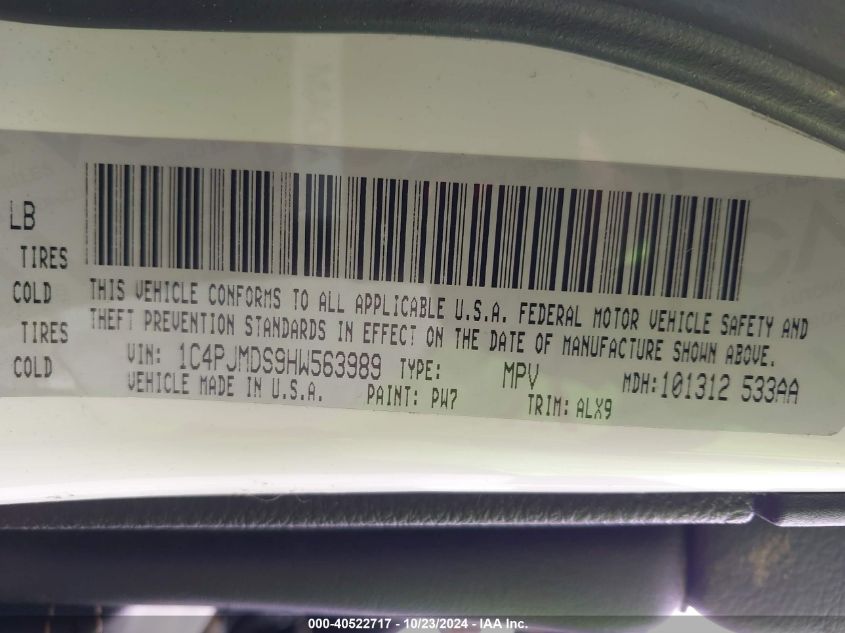 LB
TIRES
COLD
TIRES
COLD
THIS VEHICLE CONFORMS TO ALL APPLICABLE U.S.A. FEDERAL MOTOR VEHICLE SAFETY AND
THEFT PREVENTION STANDARDS IN EFFECT ON THE DATE OF MANUFACTURE SHOWN ABOVE.
VIN: 1C4PJMDS9HW563989 TYPE: MPV MDH:101312 533AA
VEHICLE MADE IN U.S.A. PAINT: PW7 TRIM: ALX9
000-40522717 - 10/23/2024 - IAA Inc.